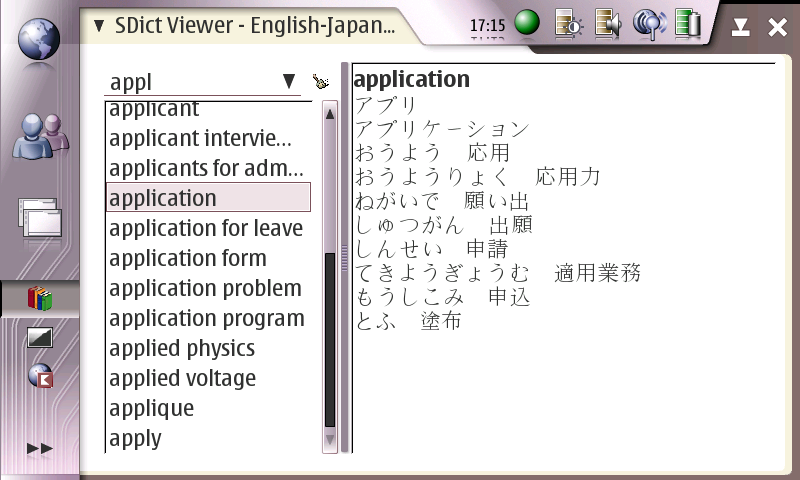 SDict Viewer - English-Japan...
17:15
appl
applicant
applicant intervie...
applicants for adm...
application
application for leave
application form
application problem
application program
applied physics
applied voltage
applique
apply
application
アプリ
アプリケーション
おうよう 応用
おうようりょく 応用力
ねがいで 願い出
しゅつがん 出願
しんせい 申請
てきようぎょうむ 適用業務
もうしこみ 申込
とふ 塗布